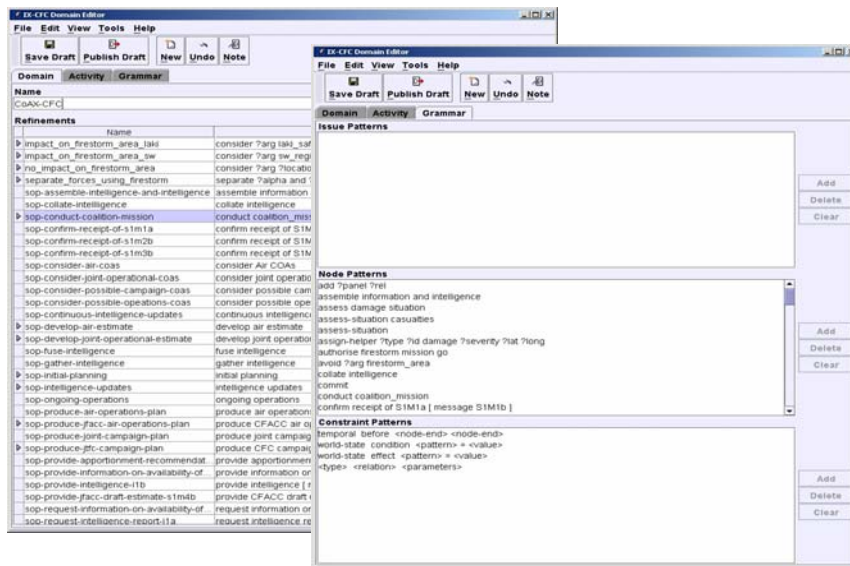 IX-CFC Domain Editor
File Edit View Tools Help
Save Draft Publish Draft New Undo Note
Domain Activity Grammar
Name
CoAX-CFC
Refinements
Name
impact_on_firestorm_area_laki consider ?arg laki_saf
impact_on_firestorm_area_sw consider ?arg sw_regi
no_impact_on_firestorm_area consider ?arg ?locatio
separate_forces_using_firestorm separate ?alpha and
sop-assemble-intelligence-and-intelligence assemble information
sop-collate-intelligence collate intelligence
sop-conduct-coalition-mission conduct coalition_miss
sop-confirm-receipt-of-s1m1a confirm receipt of S1M
sop-confirm-receipt-of-s1m2b confirm receipt of S1M
sop-confirm-receipt-of-s1m3b confirm receipt of S1M
sop-consider-air-coas consider Air COAs
sop-consider-joint-operational-coas consider joint operatio
sop-consider-possible-campaign-coas consider possible cam
sop-consider-possible-opeations-coas consider possible ope
sop-continuous-intelligence-updates continuous intelligenc
sop-develop-air-estimate develop air estimate
sop-develop-joint-operational-estimate develop joint operation
sop-fuse-intelligence fuse intelligence
sop-gather-intelligence gather intelligence
sop-initial-planning initial planning
sop-intelligence-updates intelligence updates
sop-ongoing-operations ongoing operations
sop-produce-air-operations-plan produce air operation
sop-produce-jfacc-air-operations-plan produce CFACC air o
sop-produce-joint-campaign-plan produce joint campaig
sop-produce-jtfc-campaign-plan produce CFC campaig
sop-provide-apportionment-recommendat... provide apportionmen
sop-provide-information-on-availability-of... provide information or
sop-provide-intelligence-i1b provide intelligence [
sop-provide-jfacc-draft-estimate-s1m4b provide CFACC draft
sop-request-information-on-availability-of... request information or
sop-request-intelligence-report-i1a request intelligence re
IX-CFC Domain Editor
File Edit View Tools Help
Save Draft Publish Draft New Undo Note
Domain Activity Grammar
Issue Patterns
Add
Delete
Clear
Node Patterns
add ?panel ?rel
assemble information and intelligence
assess damage situation
assess-situation casualties
assess-situation
assign-helper ?type ?id damage ?severity ?lat ?long
authorise firestorm mission go
avoid ?arg firestorm_area
collate intelligence
commit
conduct coalition_mission
confirm receipt of S1M1a [ message S1M1b ]
Add
Delete
Clear
Constraint Patterns
temporal before <node-end> <node-end>
world-state condition <pattern> = <value>
world-state effect <pattern> = <value>
<type> <relation> <parameters>
Add
Delete
Clear